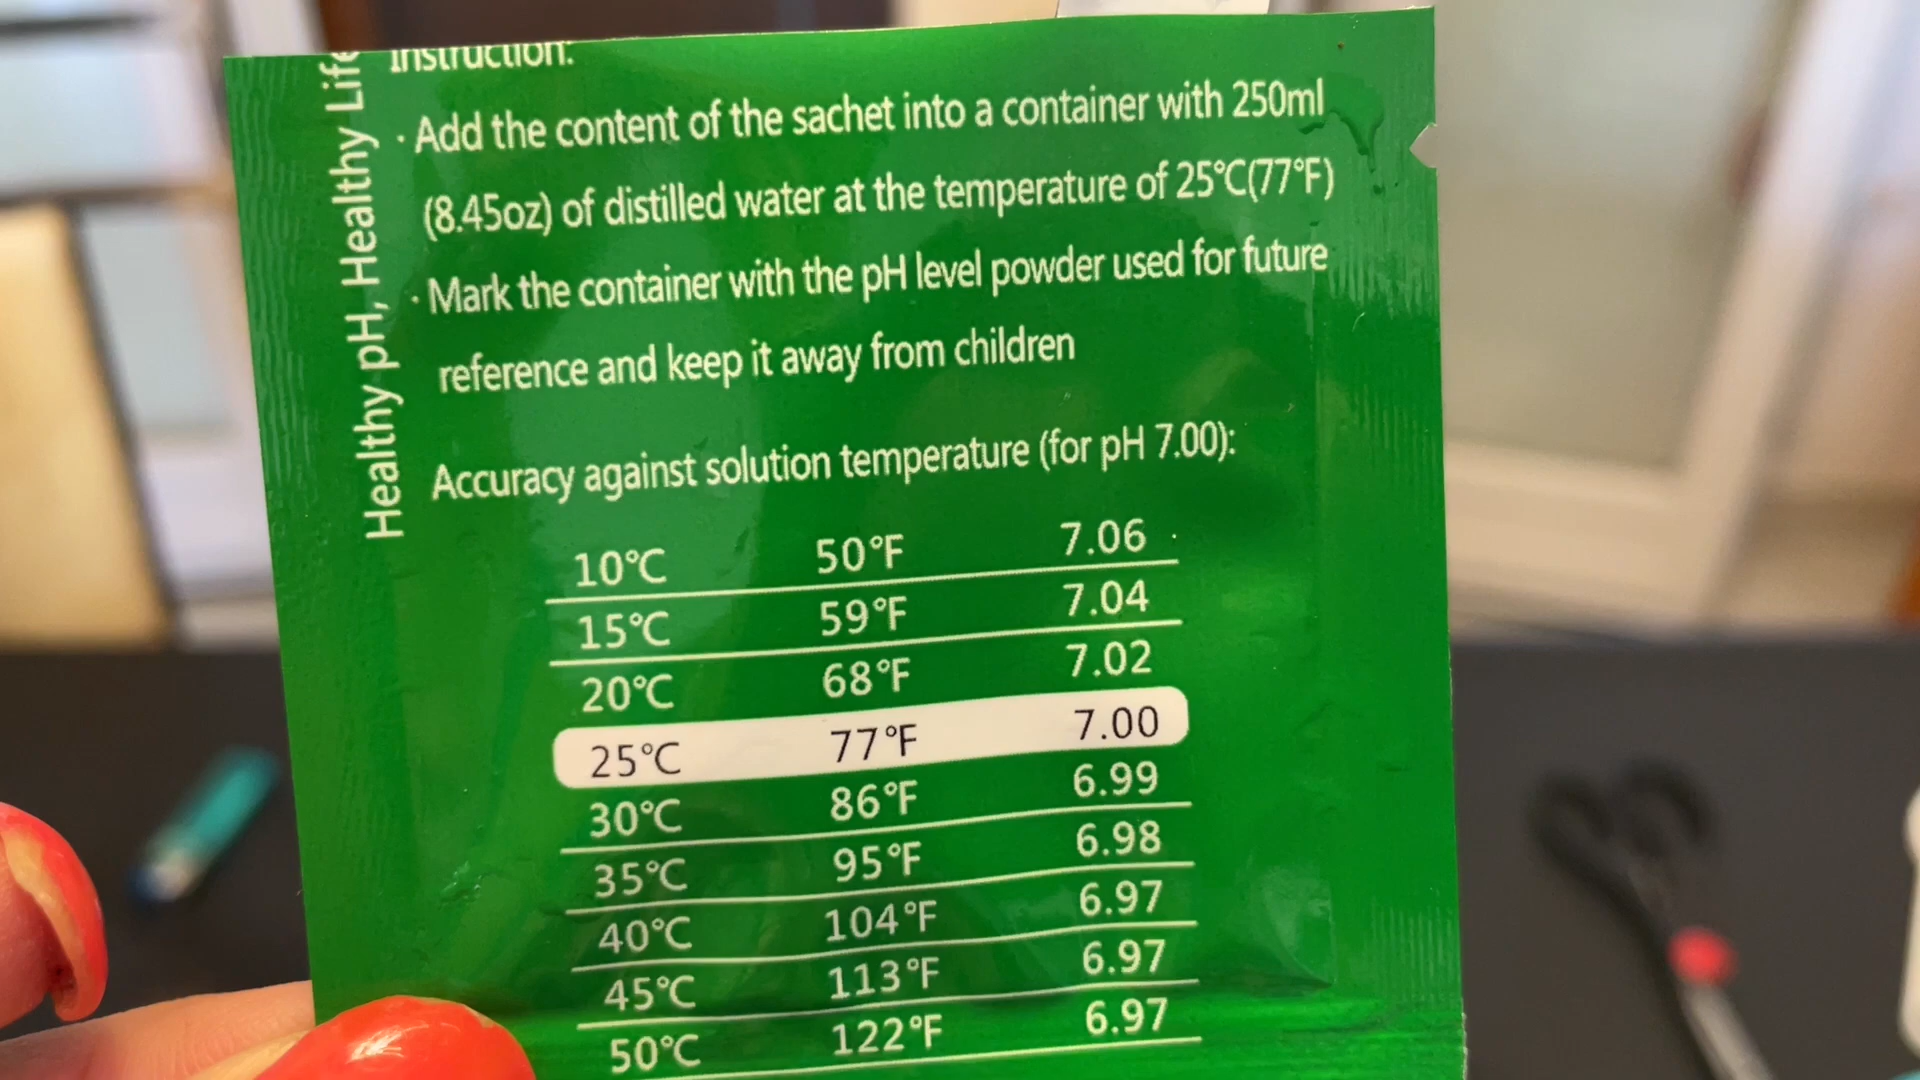 Instruction:
· Add the content of the sachet into a container with 250ml
(8.45oz) of distilled water at the temperature of 25℃(77℉)
· Mark the container with the pH level powder used for future
reference and keep it away from children
Accuracy against solution temperature (for pH 7.00):
10℃ 50℉ 7.06
15℃ 59℉ 7.04
20℃ 68℉ 7.02
25℃ 77℉ 7.00
30℃ 86℉ 6.99
35℃ 95℉ 6.98
40℃ 104℉ 6.97
45℃ 113℉ 6.97
50℃ 122℉ 6.97
Healthy pH, Healthy Life